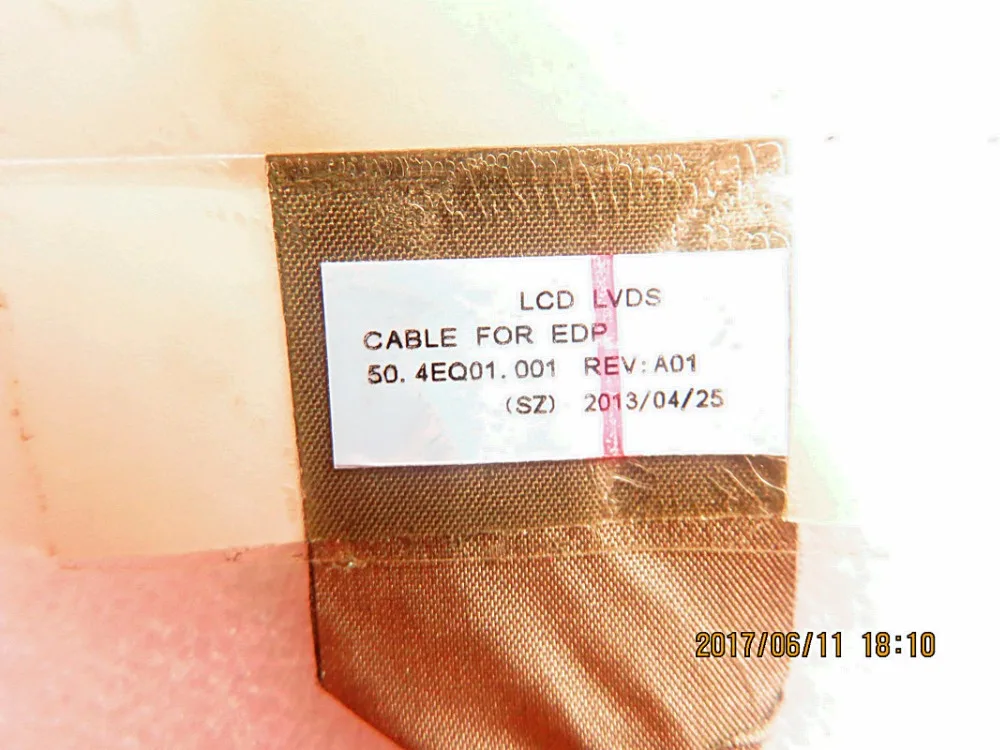 LCD LVDS
CABLE FOR EDP
50.4EQ01.001 REV:A01
(SZ) 2013/04/25
2017/06/11 18:10